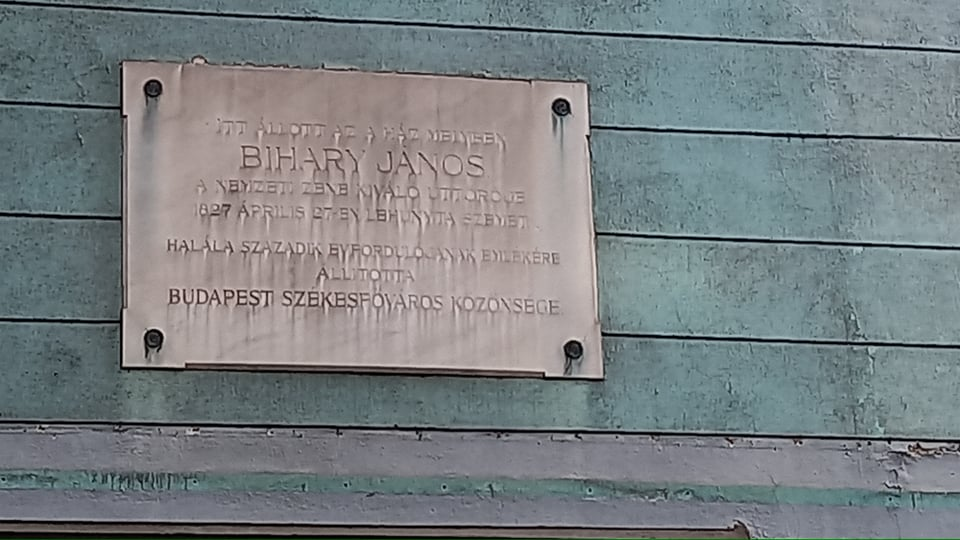 ITT ÁLLOTT AZ A HÁZ MELYBEN
BIHARY JÁNOS
A NEMZETI ZENE KIVÁLÓ ÚTTÖRŐJE
1827 ÁPRILIS 27-ÉN LEHUNYTA SZEMÉT.
HALÁLA SZÁZADIK ÉVFORDULÓJÁNAK EMLÉKÉRE
ÁLLÍTOTTA
BUDAPEST SZÉKESFŐVÁROS KÖZÖNSÉGE.